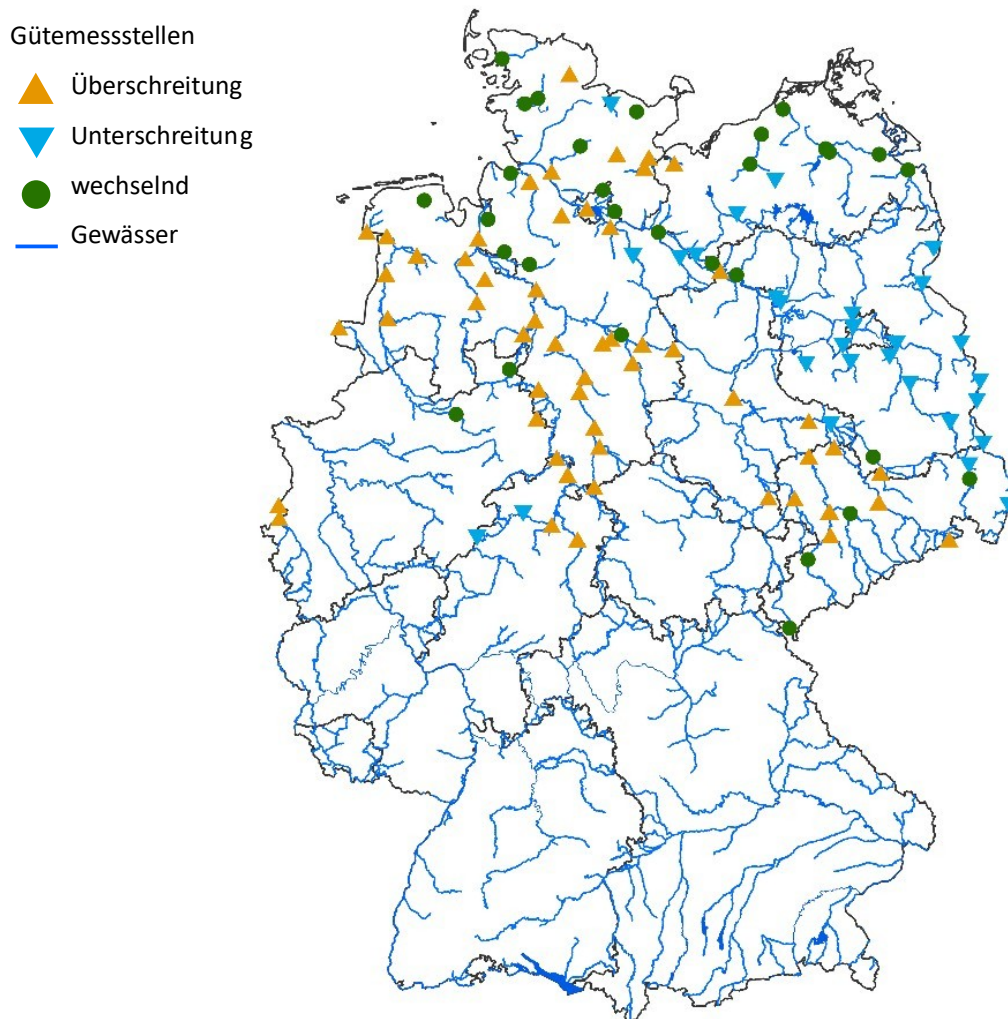 Gütemessstellen
Überschreitung
Unterschreitung
wechselnd
Gewässer